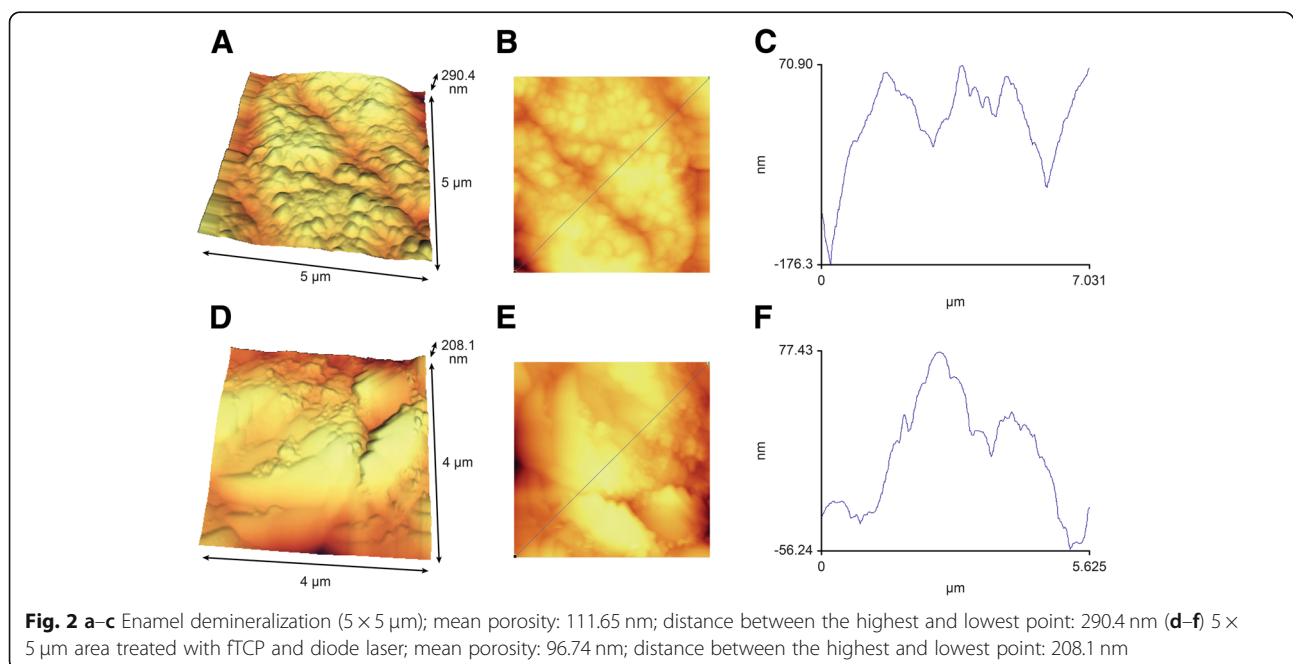 A
290.4
nm
5 µm
5 µm
B
C
70.90
nm
-176.3
0
7.031
µm
D
208.1
nm
4 µm
4 µm
E
F
77.43
nm
-56.24
0
5.625
µm
Fig. 2 a–c Enamel demineralization (5 × 5 µm); mean porosity: 111.65 nm; distance between the highest and lowest point: 290.4 nm (d–f) 5 ×
5 µm area treated with fTCP and diode laser; mean porosity: 96.74 nm; distance between the highest and lowest point: 208.1 nm